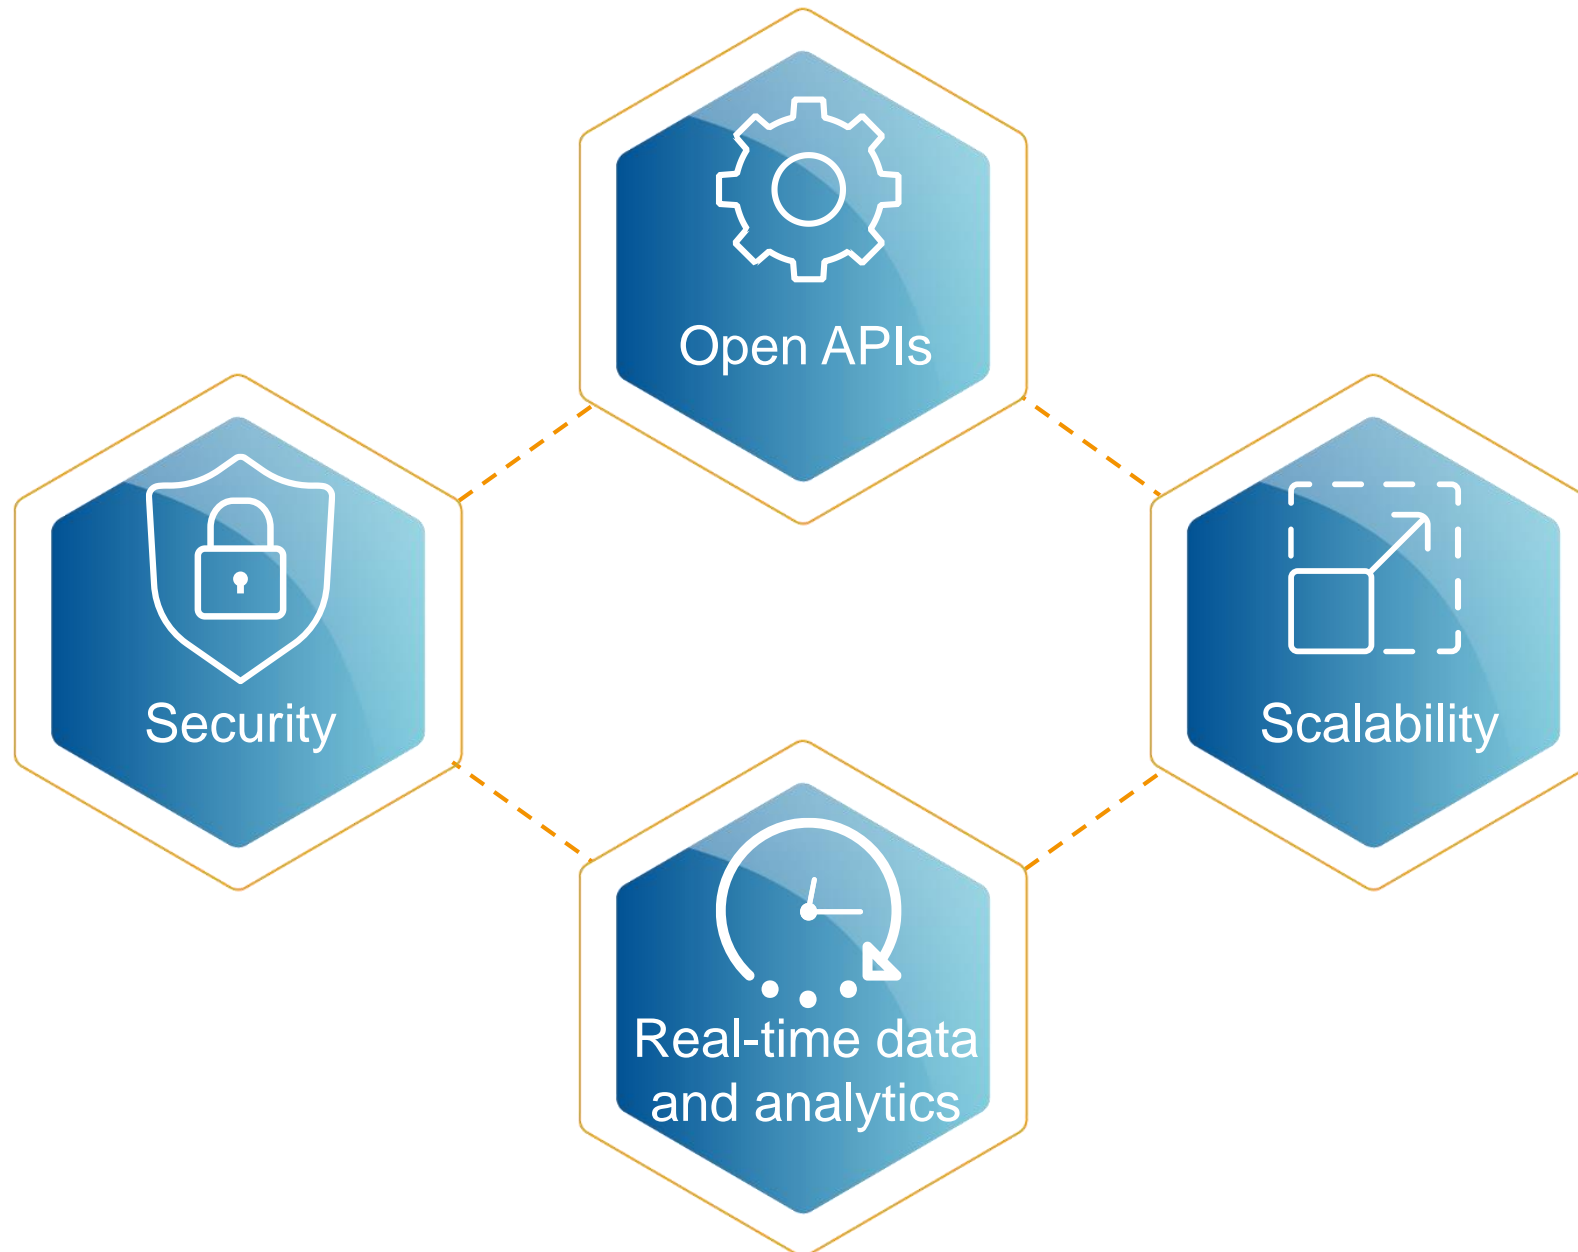 Open APIs
Security
Scalability
Real-time data
and analytics